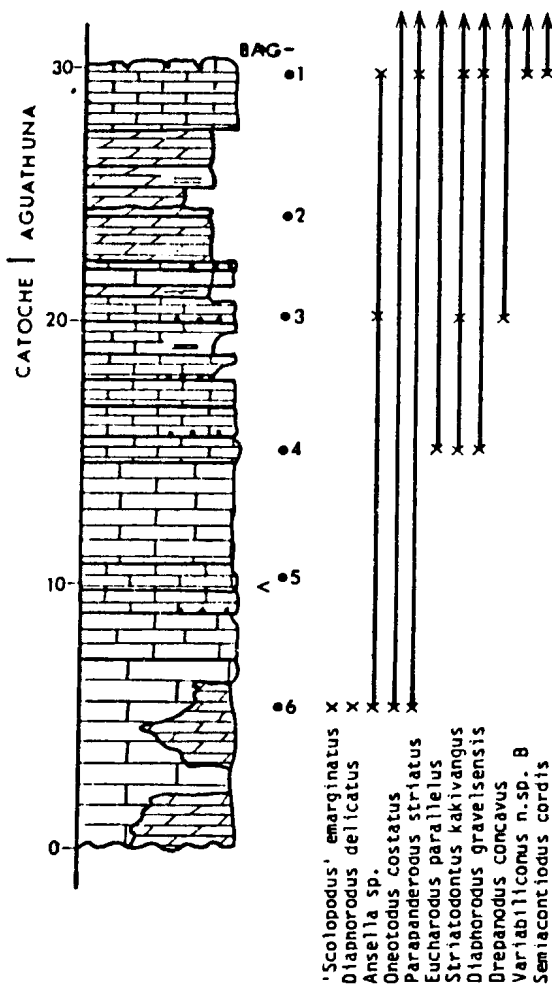 BAG-
30-
•1
•2
20-
•3
•4
10-
•5
•6
0-
CATOCHE | AGUATHUNA
'Scolopodus' emarginatus
Diaphorodus delicatus
Ansella sp.
Oneotodus costatus
Parapanderodus striatus
Eucharodus parallelus
Striatodontus kakivangus
Diaphorodus gravelsensis
Drepanodus concavus
Variabiliconus n.sp. B
Semiacontiodus cordis